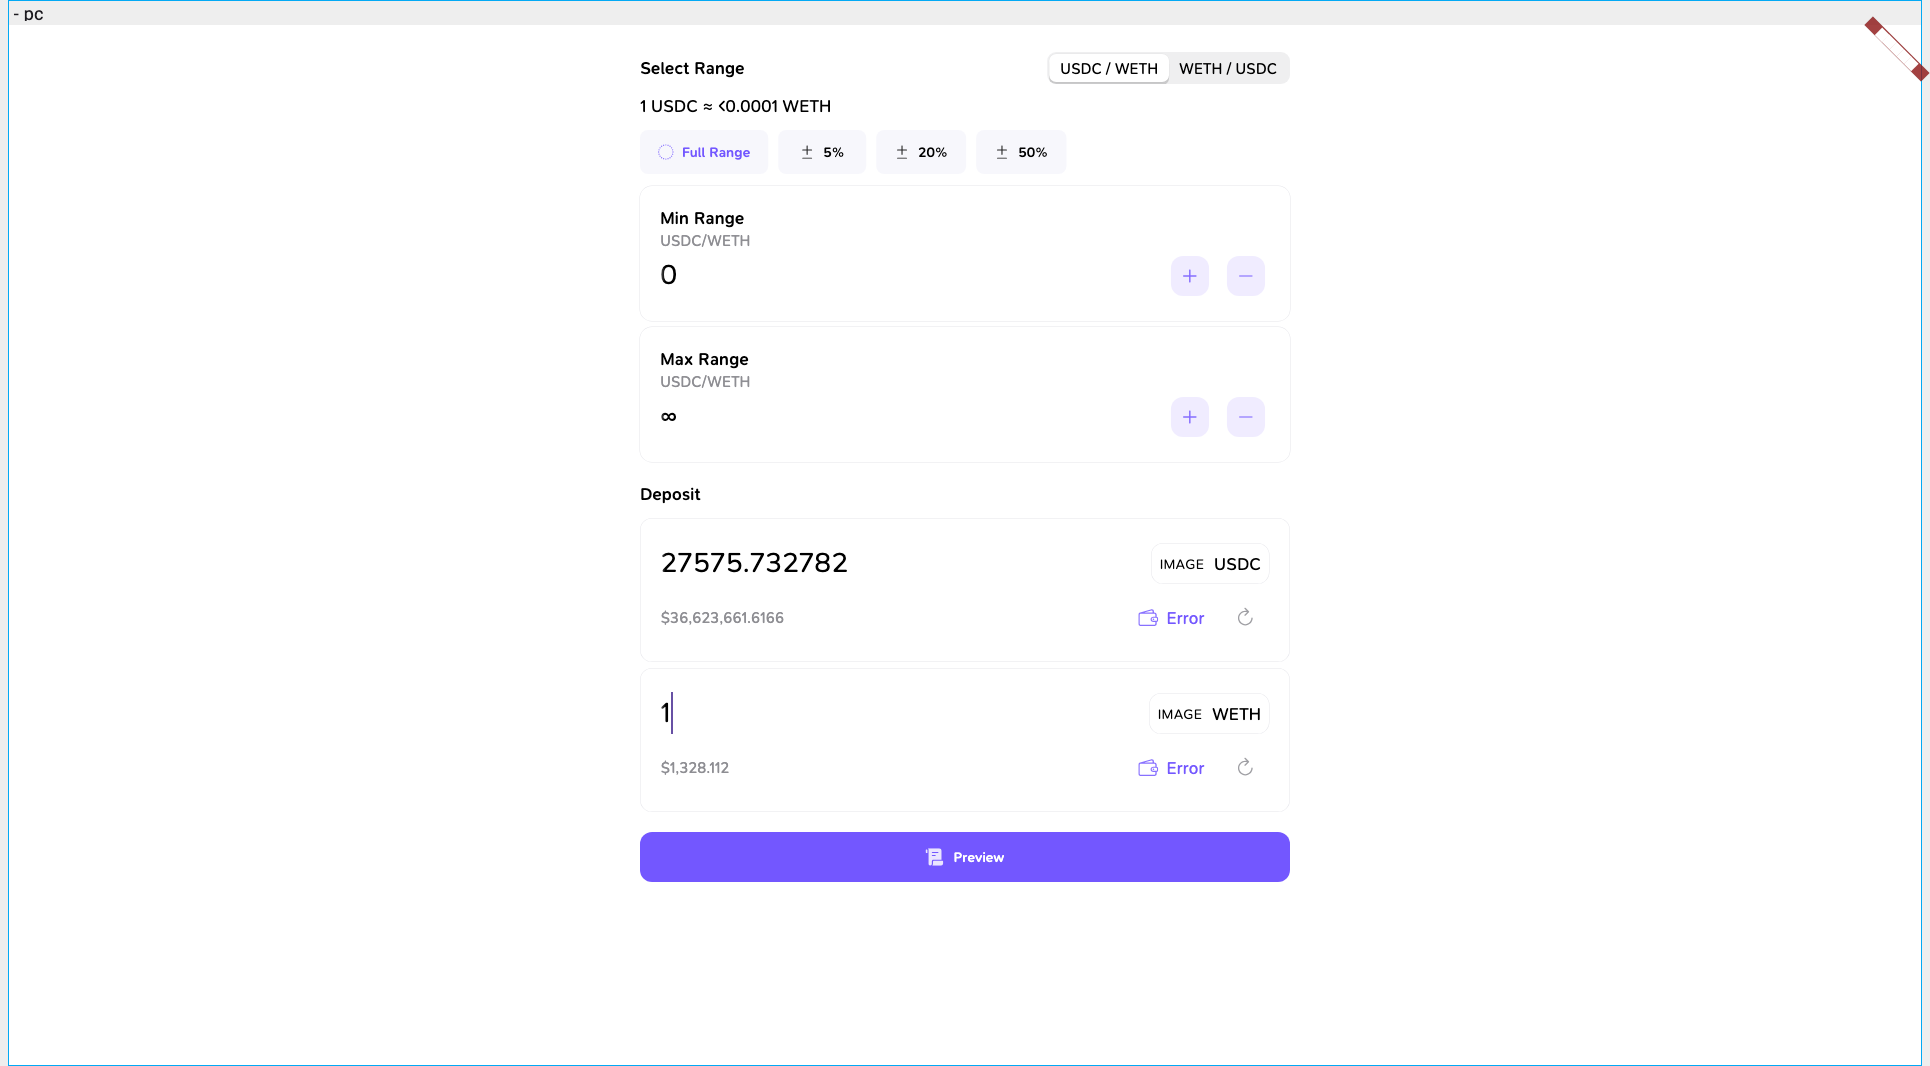 - pc
Select Range
USDC / WETH
WETH / USDC
1 USDC ≈ <0.0001 WETH
Full Range
± 5%
± 20%
± 50%
Min Range
USDC/WETH
0
+
−
Max Range
USDC/WETH
∞
+
−
Deposit
27575.732782
IMAGE USDC
$36,623,661.6166
Error
1
IMAGE WETH
$1,328.112
Error
Preview